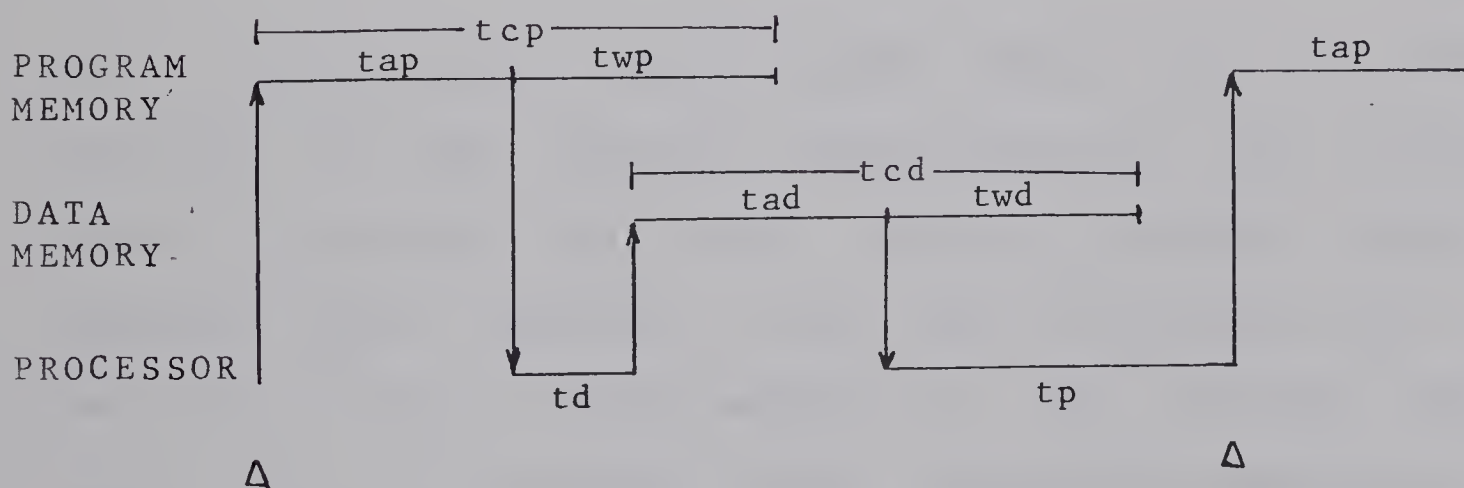 tcp
tap twp tap
PROGRAM
MEMORY
tcd
tad twd
DATA
MEMORY
PROCESSOR
td tp
Δ Δ